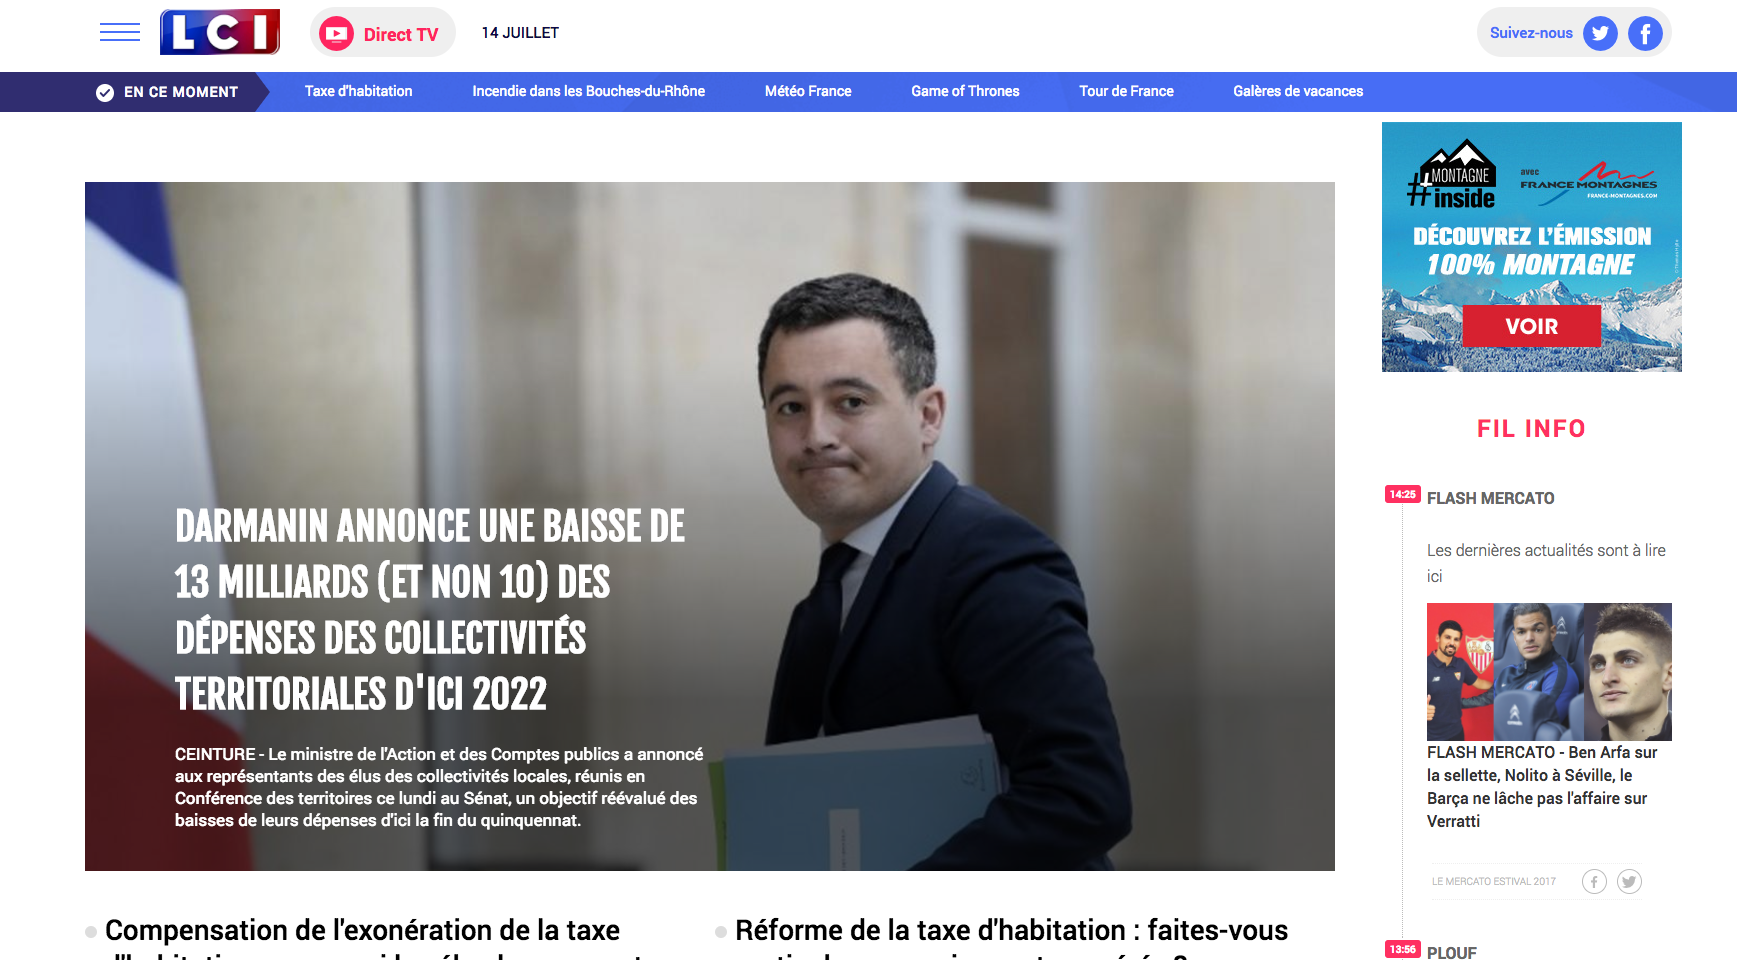 LCI
Direct TV
14 JUILLET
Suivez-nous
EN CE MOMENT
Taxe d'habitation
Incendie dans les Bouches-du-Rhône
Météo France
Game of Thrones
Tour de France
Galères de vacances
MONTAGNE
#inside
avec
FRANCE MONTAGNES
FRANCE-MONTAGNES.COM
DÉCOUVREZ L'ÉMISSION
100% MONTAGNE
VOIR
DARMANIN ANNONCE UNE BAISSE DE
13 MILLIARDS (ET NON 10) DES
DÉPENSES DES COLLECTIVITÉS
TERRITORIALES D'ICI 2022
CEINTURE - Le ministre de l'Action et des Comptes publics a annoncé
aux représentants des élus des collectivités locales, réunis en
Conférence des territoires ce lundi au Sénat, un objectif réévalué des
baisses de leurs dépenses d'ici la fin du quinquennat.
FIL INFO
14:25 FLASH MERCATO
Les dernières actualités sont à lire
ici
FLASH MERCATO - Ben Arfa sur
la sellette, Nolito à Séville, le
Barça ne lâche pas l'affaire sur
Verratti
LE MERCATO ESTIVAL 2017
13:56 PLOUF
Compensation de l'exonération de la taxe
Réforme de la taxe d'habitation : faites-vous